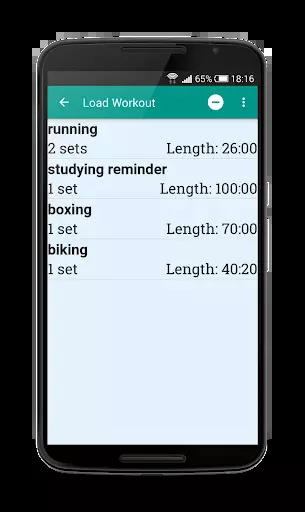 65% 18:16
Load Workout
running
2 sets Length: 26:00
studying reminder
1 set Length: 100:00
boxing
1 set Length: 70:00
biking
1 set Length: 40:20